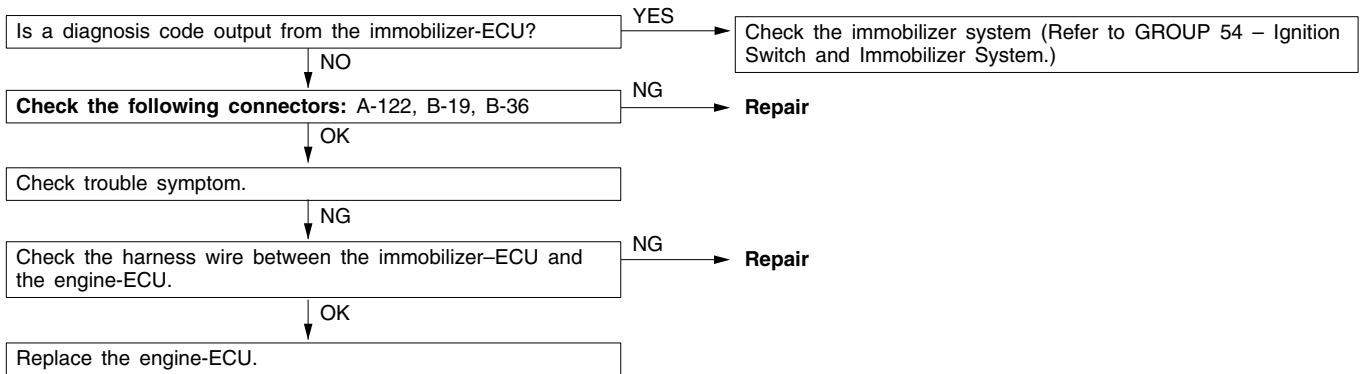 Is a diagnosis code output from the immobilizer-ECU?
YES
Check the immobilizer system (Refer to GROUP 54 – Ignition
Switch and Immobilizer System.)
NO
Check the following connectors: A-122, B-19, B-36
NG
Repair
OK
Check trouble symptom.
NG
Check the harness wire between the immobilizer–ECU and
the engine-ECU.
NG
Repair
OK
Replace the engine-ECU.